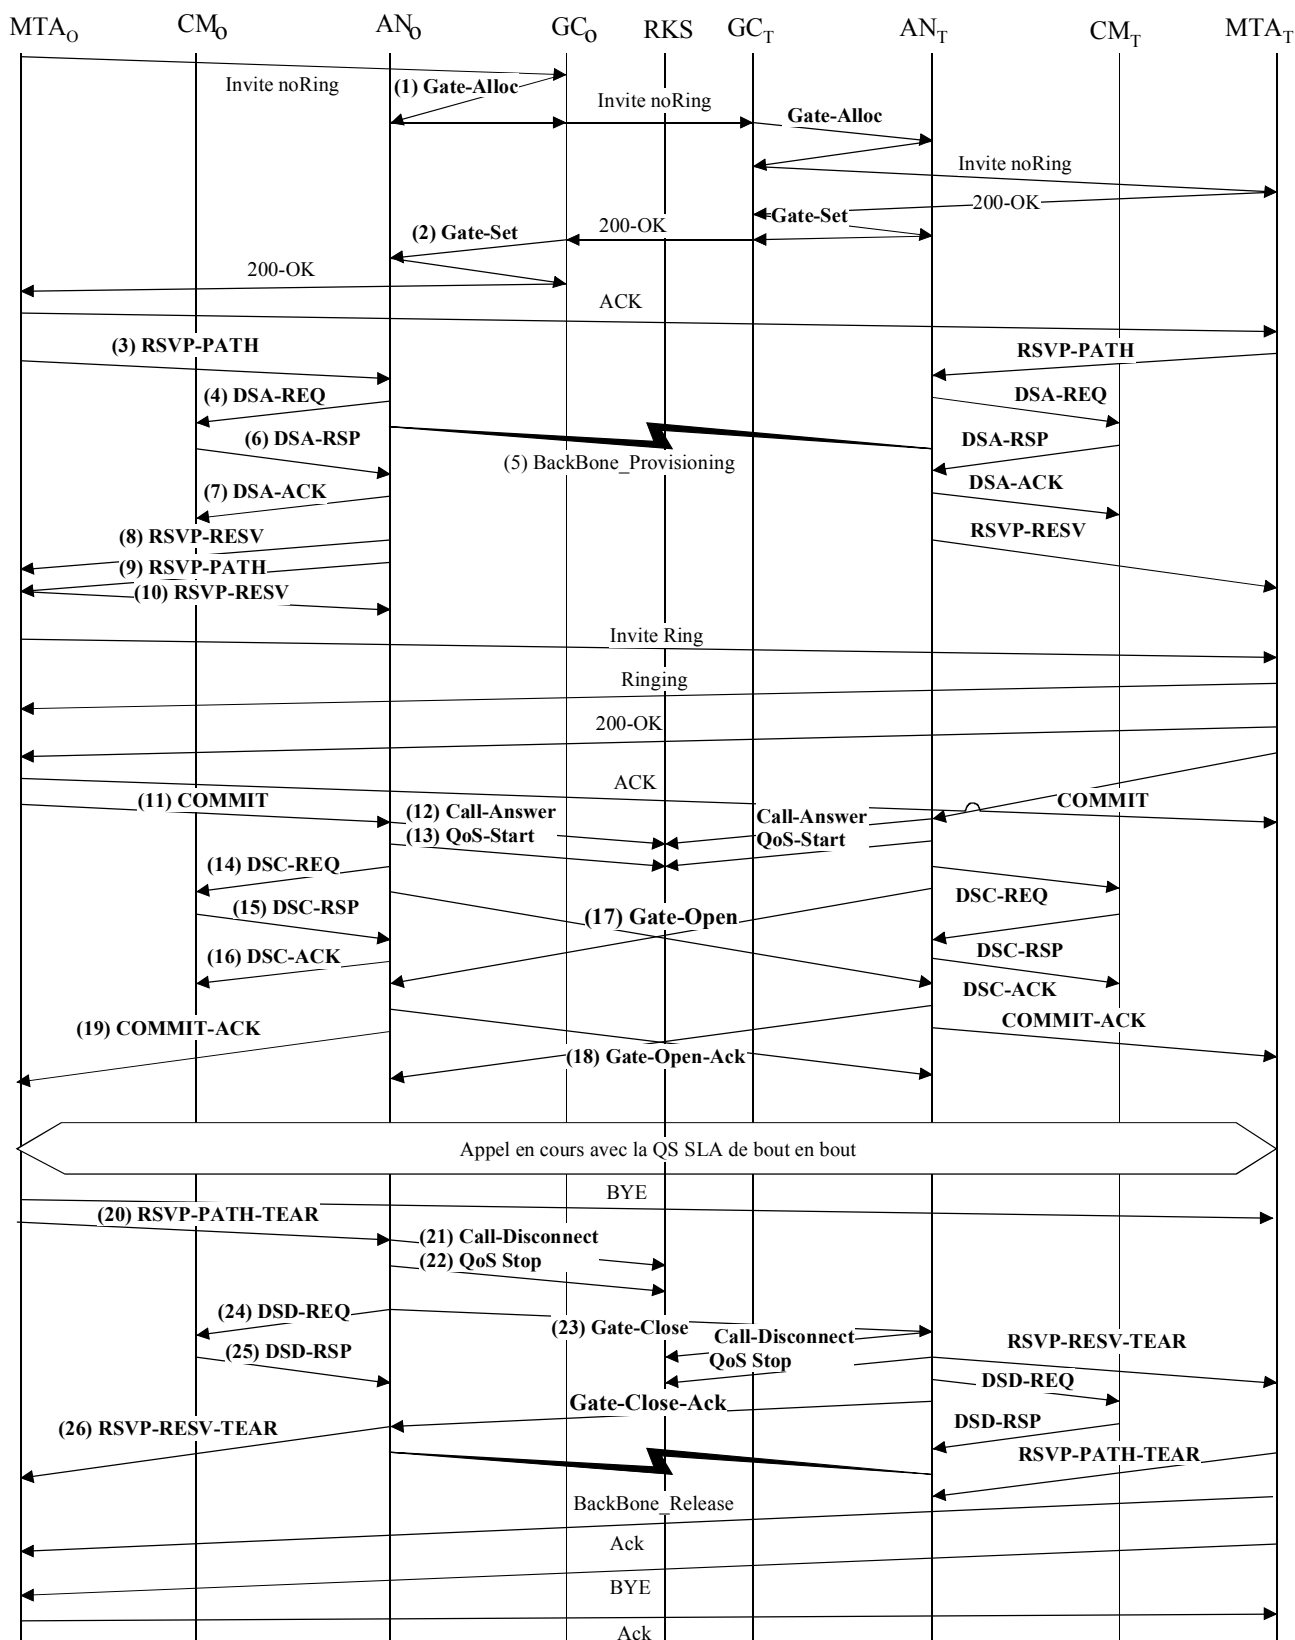 MTAO CMO ANO GCO RKS GCT ANT CMT MTAT
Invite noRing
(1) Gate-Alloc
Invite noRing
Gate-Alloc
Invite noRing
200-OK
Gate-Set
200-OK
(2) Gate-Set
200-OK
ACK
(3) RSVP-PATH
RSVP-PATH
(4) DSA-REQ
DSA-REQ
(6) DSA-RSP
DSA-RSP
(5) BackBone_Provisioning
(7) DSA-ACK
DSA-ACK
(8) RSVP-RESV
RSVP-RESV
(9) RSVP-PATH
(10) RSVP-RESV
Invite Ring
Ringing
200-OK
ACK
(11) COMMIT
COMMIT
(12) Call-Answer
Call-Answer
(13) QoS-Start
QoS-Start
(14) DSC-REQ
DSC-REQ
(15) DSC-RSP
(17) Gate-Open
DSC-RSP
(16) DSC-ACK
DSC-ACK
(19) COMMIT-ACK
COMMIT-ACK
(18) Gate-Open-Ack
Appel en cours avec la QS SLA de bout en bout
BYE
(20) RSVP-PATH-TEAR
(21) Call-Disconnect
(22) QoS Stop
(24) DSD-REQ
(23) Gate-Close
Call-Disconnect
RSVP-RESV-TEAR
(25) DSD-RSP
QoS Stop
DSD-REQ
Gate-Close-Ack
DSD-RSP
(26) RSVP-RESV-TEAR
RSVP-PATH-TEAR
BackBone_Release
Ack
BYE
Ack